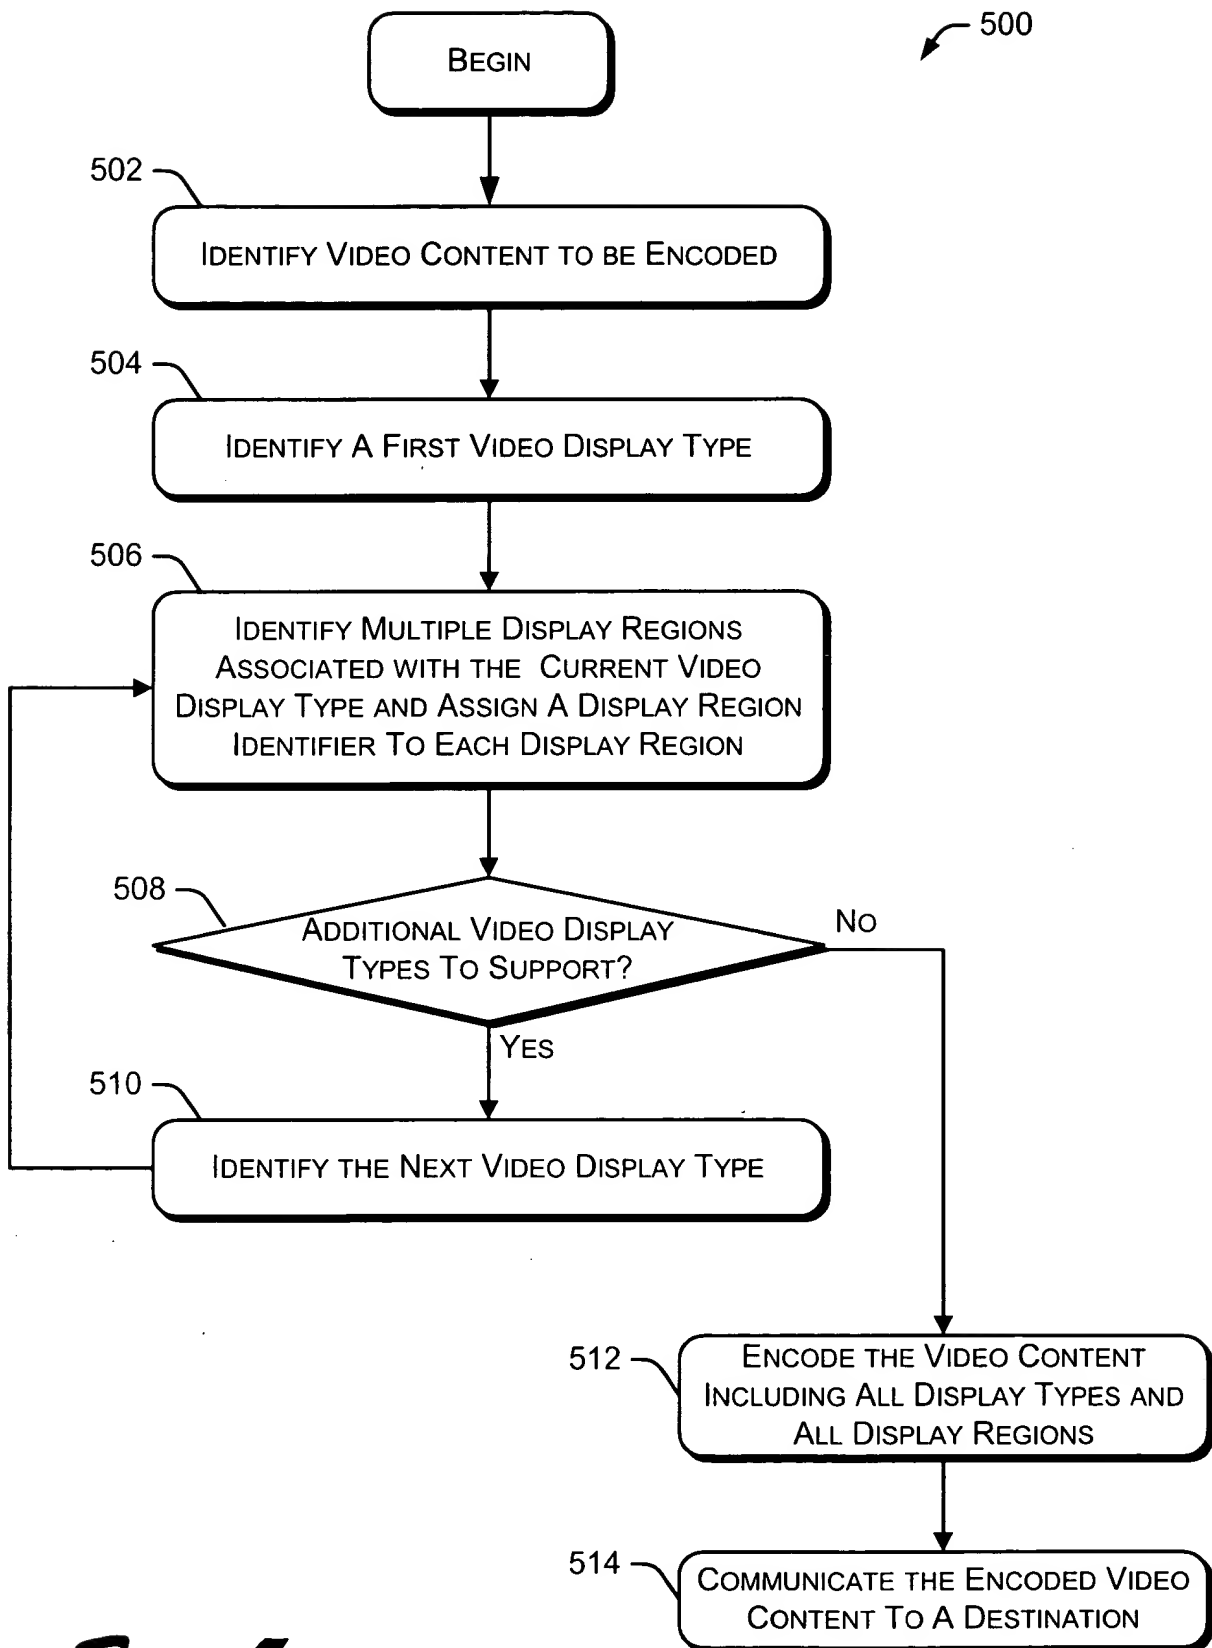 500
BEGIN
502
IDENTIFY VIDEO CONTENT TO BE ENCODED
504
IDENTIFY A FIRST VIDEO DISPLAY TYPE
506
IDENTIFY MULTIPLE DISPLAY REGIONS
ASSOCIATED WITH THE CURRENT VIDEO
DISPLAY TYPE AND ASSIGN A DISPLAY REGION
IDENTIFIER TO EACH DISPLAY REGION
508
ADDITIONAL VIDEO DISPLAY
TYPES TO SUPPORT?
NO
YES
510
IDENTIFY THE NEXT VIDEO DISPLAY TYPE
512
ENCODE THE VIDEO CONTENT
INCLUDING ALL DISPLAY TYPES AND
ALL DISPLAY REGIONS
514
COMMUNICATE THE ENCODED VIDEO
CONTENT TO A DESTINATION